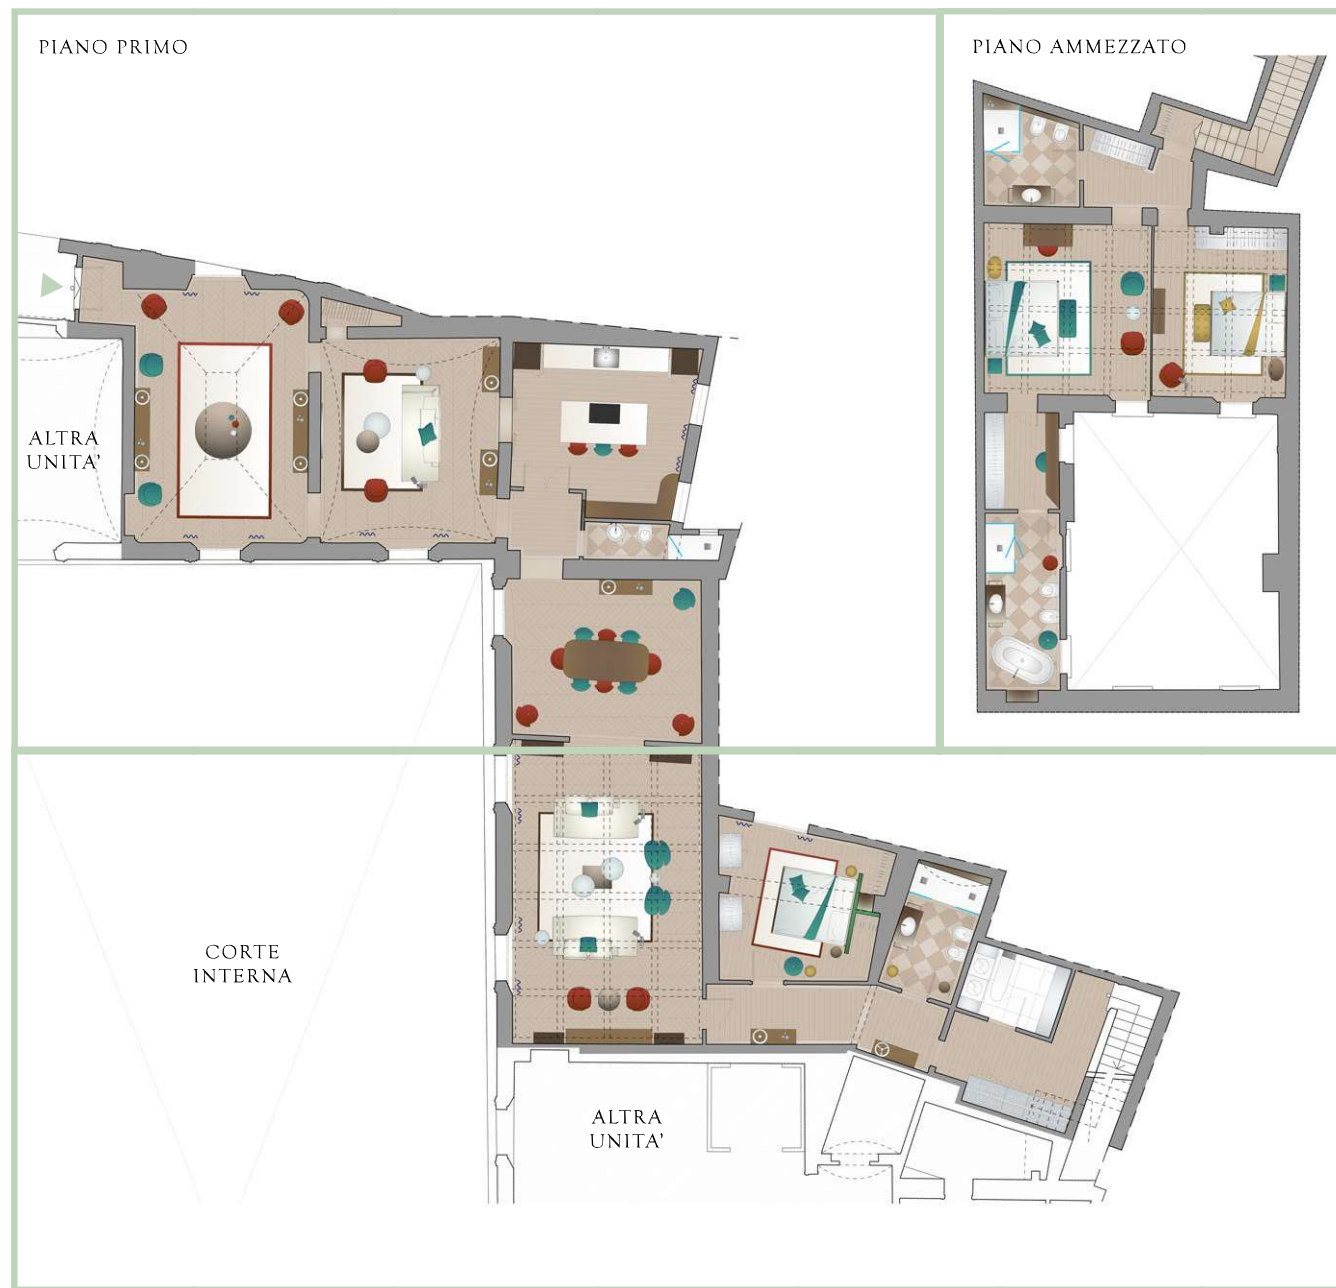 PIANO PRIMO
PIANO AMMEZZATO
ALTRA
UNITA'
CORTE
INTERNA
ALTRA
UNITA'